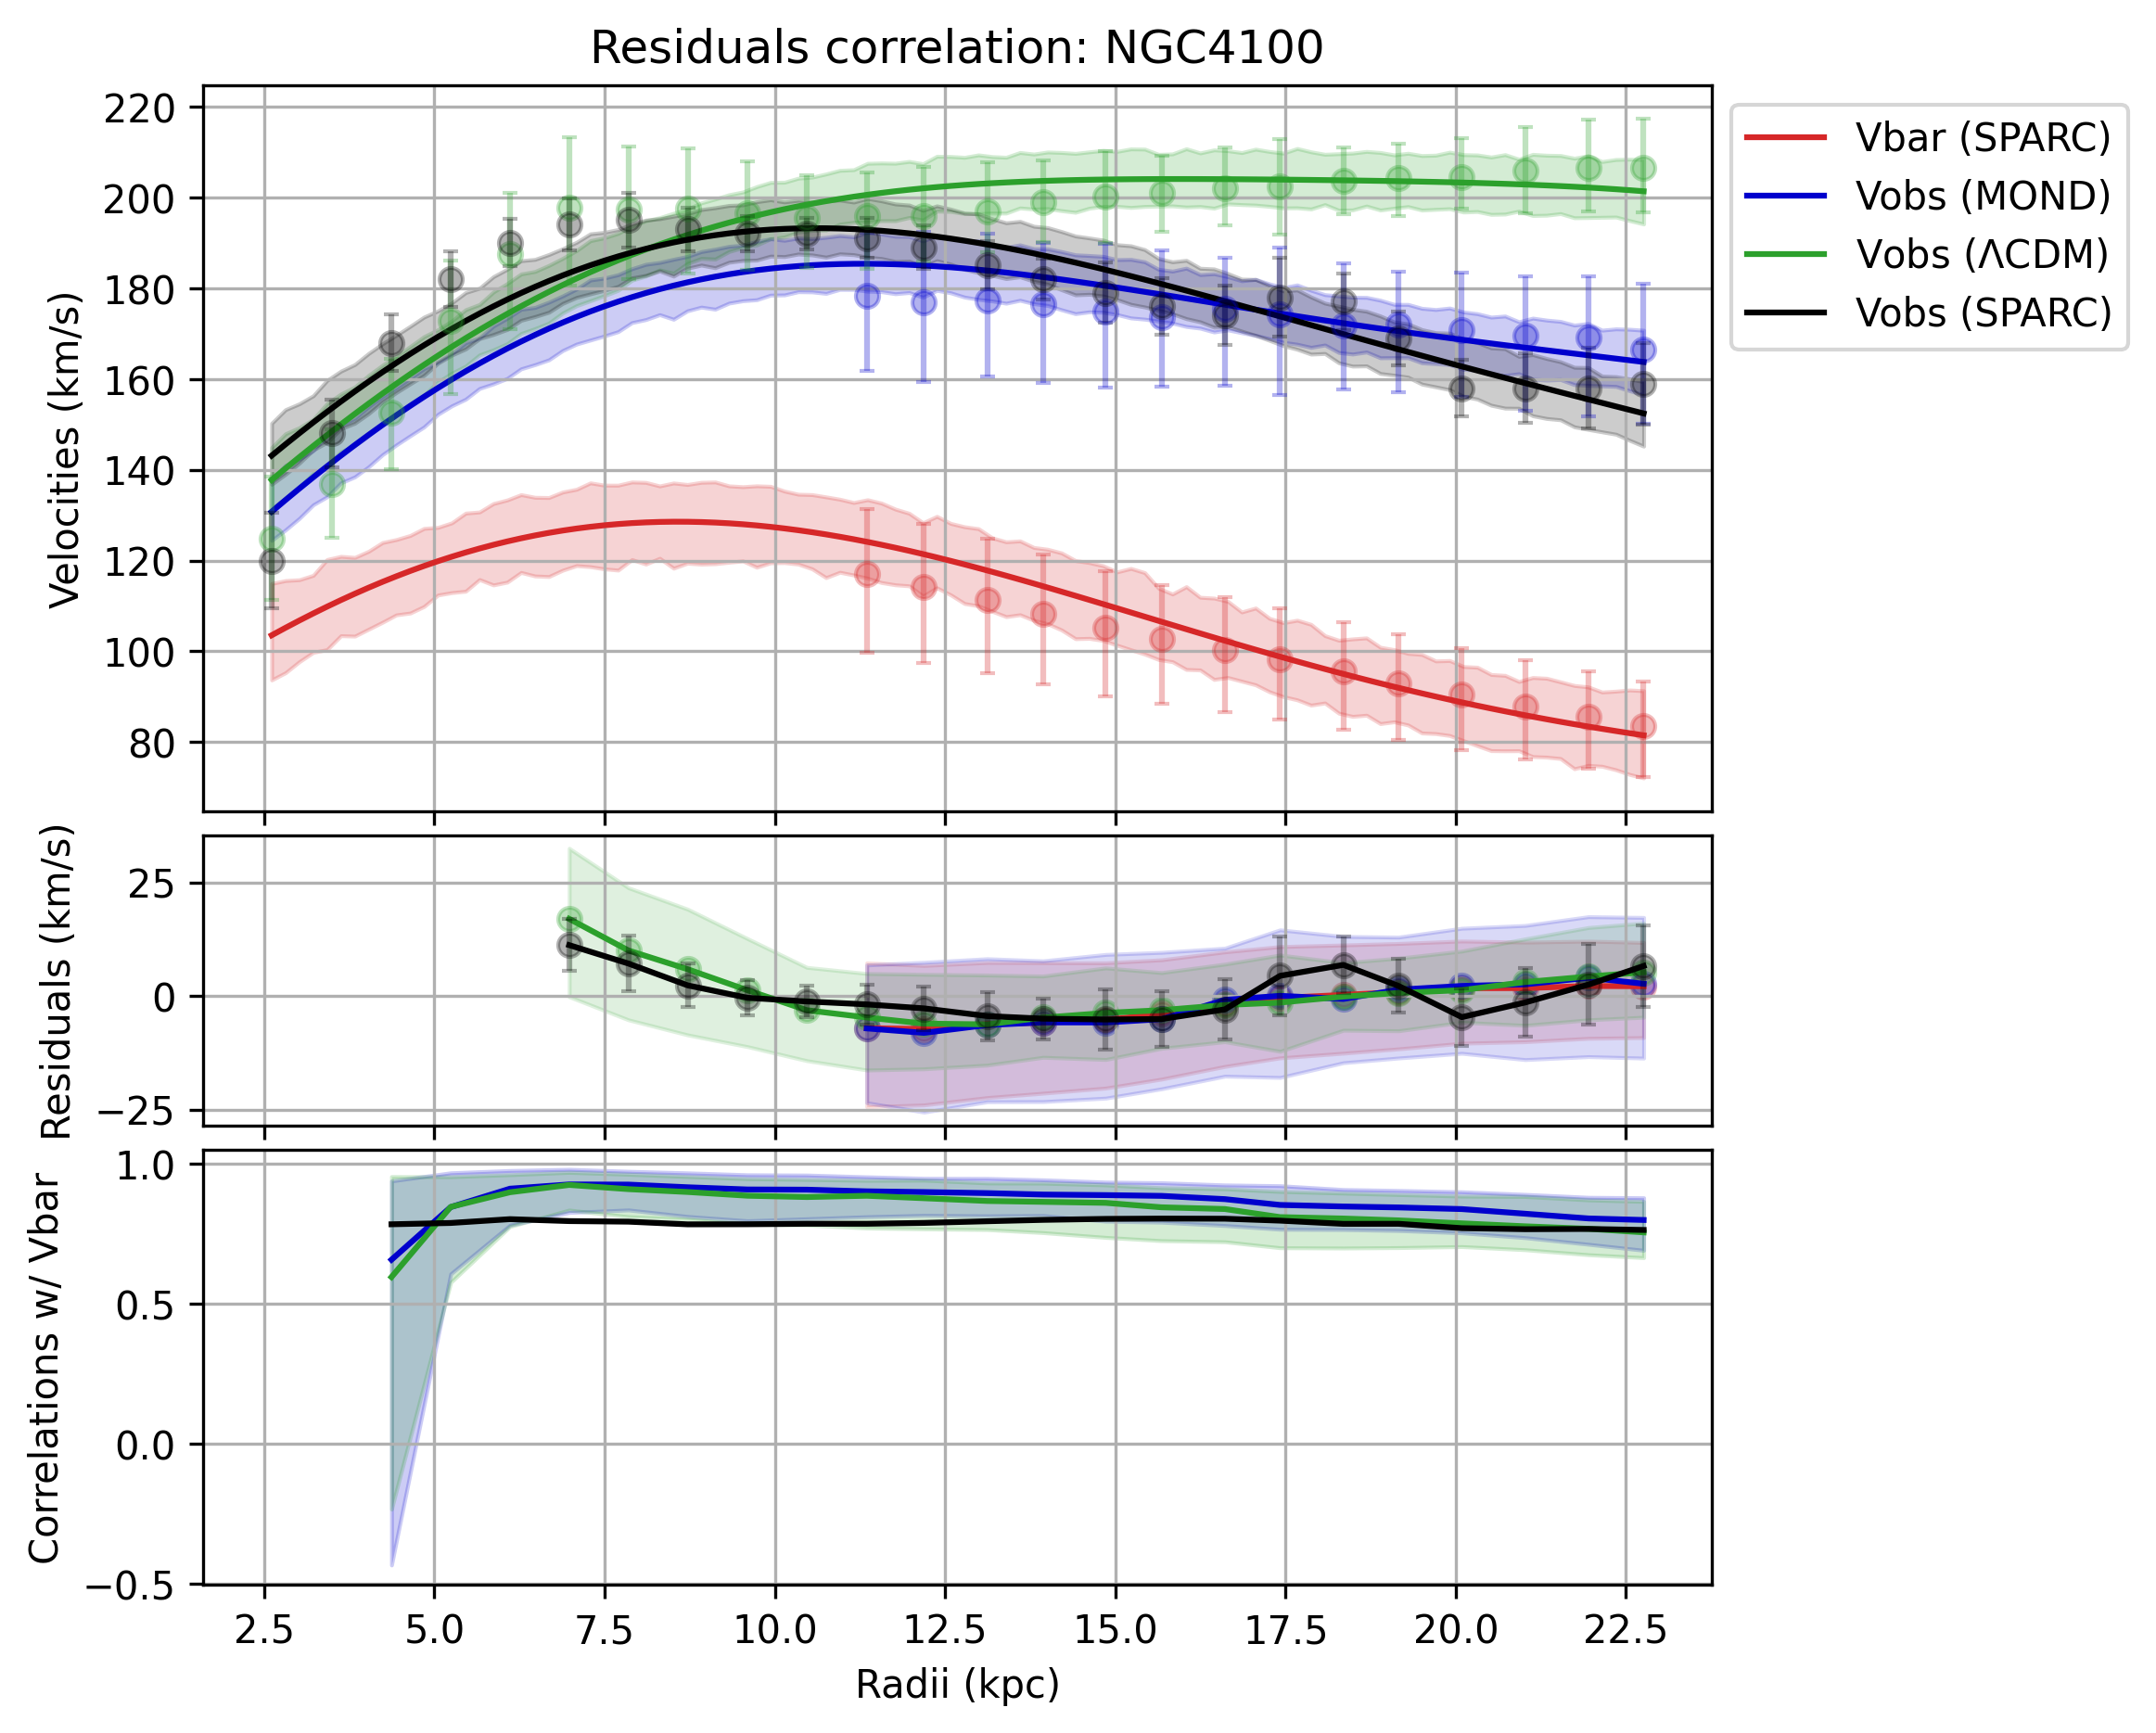 Residuals correlation: NGC4100
Velocities (km/s)
220
200
180
160
140
120
100
80
Vbar (SPARC)
Vobs (MOND)
Vobs (ΛCDM)
Vobs (SPARC)
Residuals (km/s)
25
0
−25
Correlations w/ Vbar
1.0
0.5
0.0
−0.5
2.5 5.0 7.5 10.0 12.5 15.0 17.5 20.0 22.5
Radii (kpc)